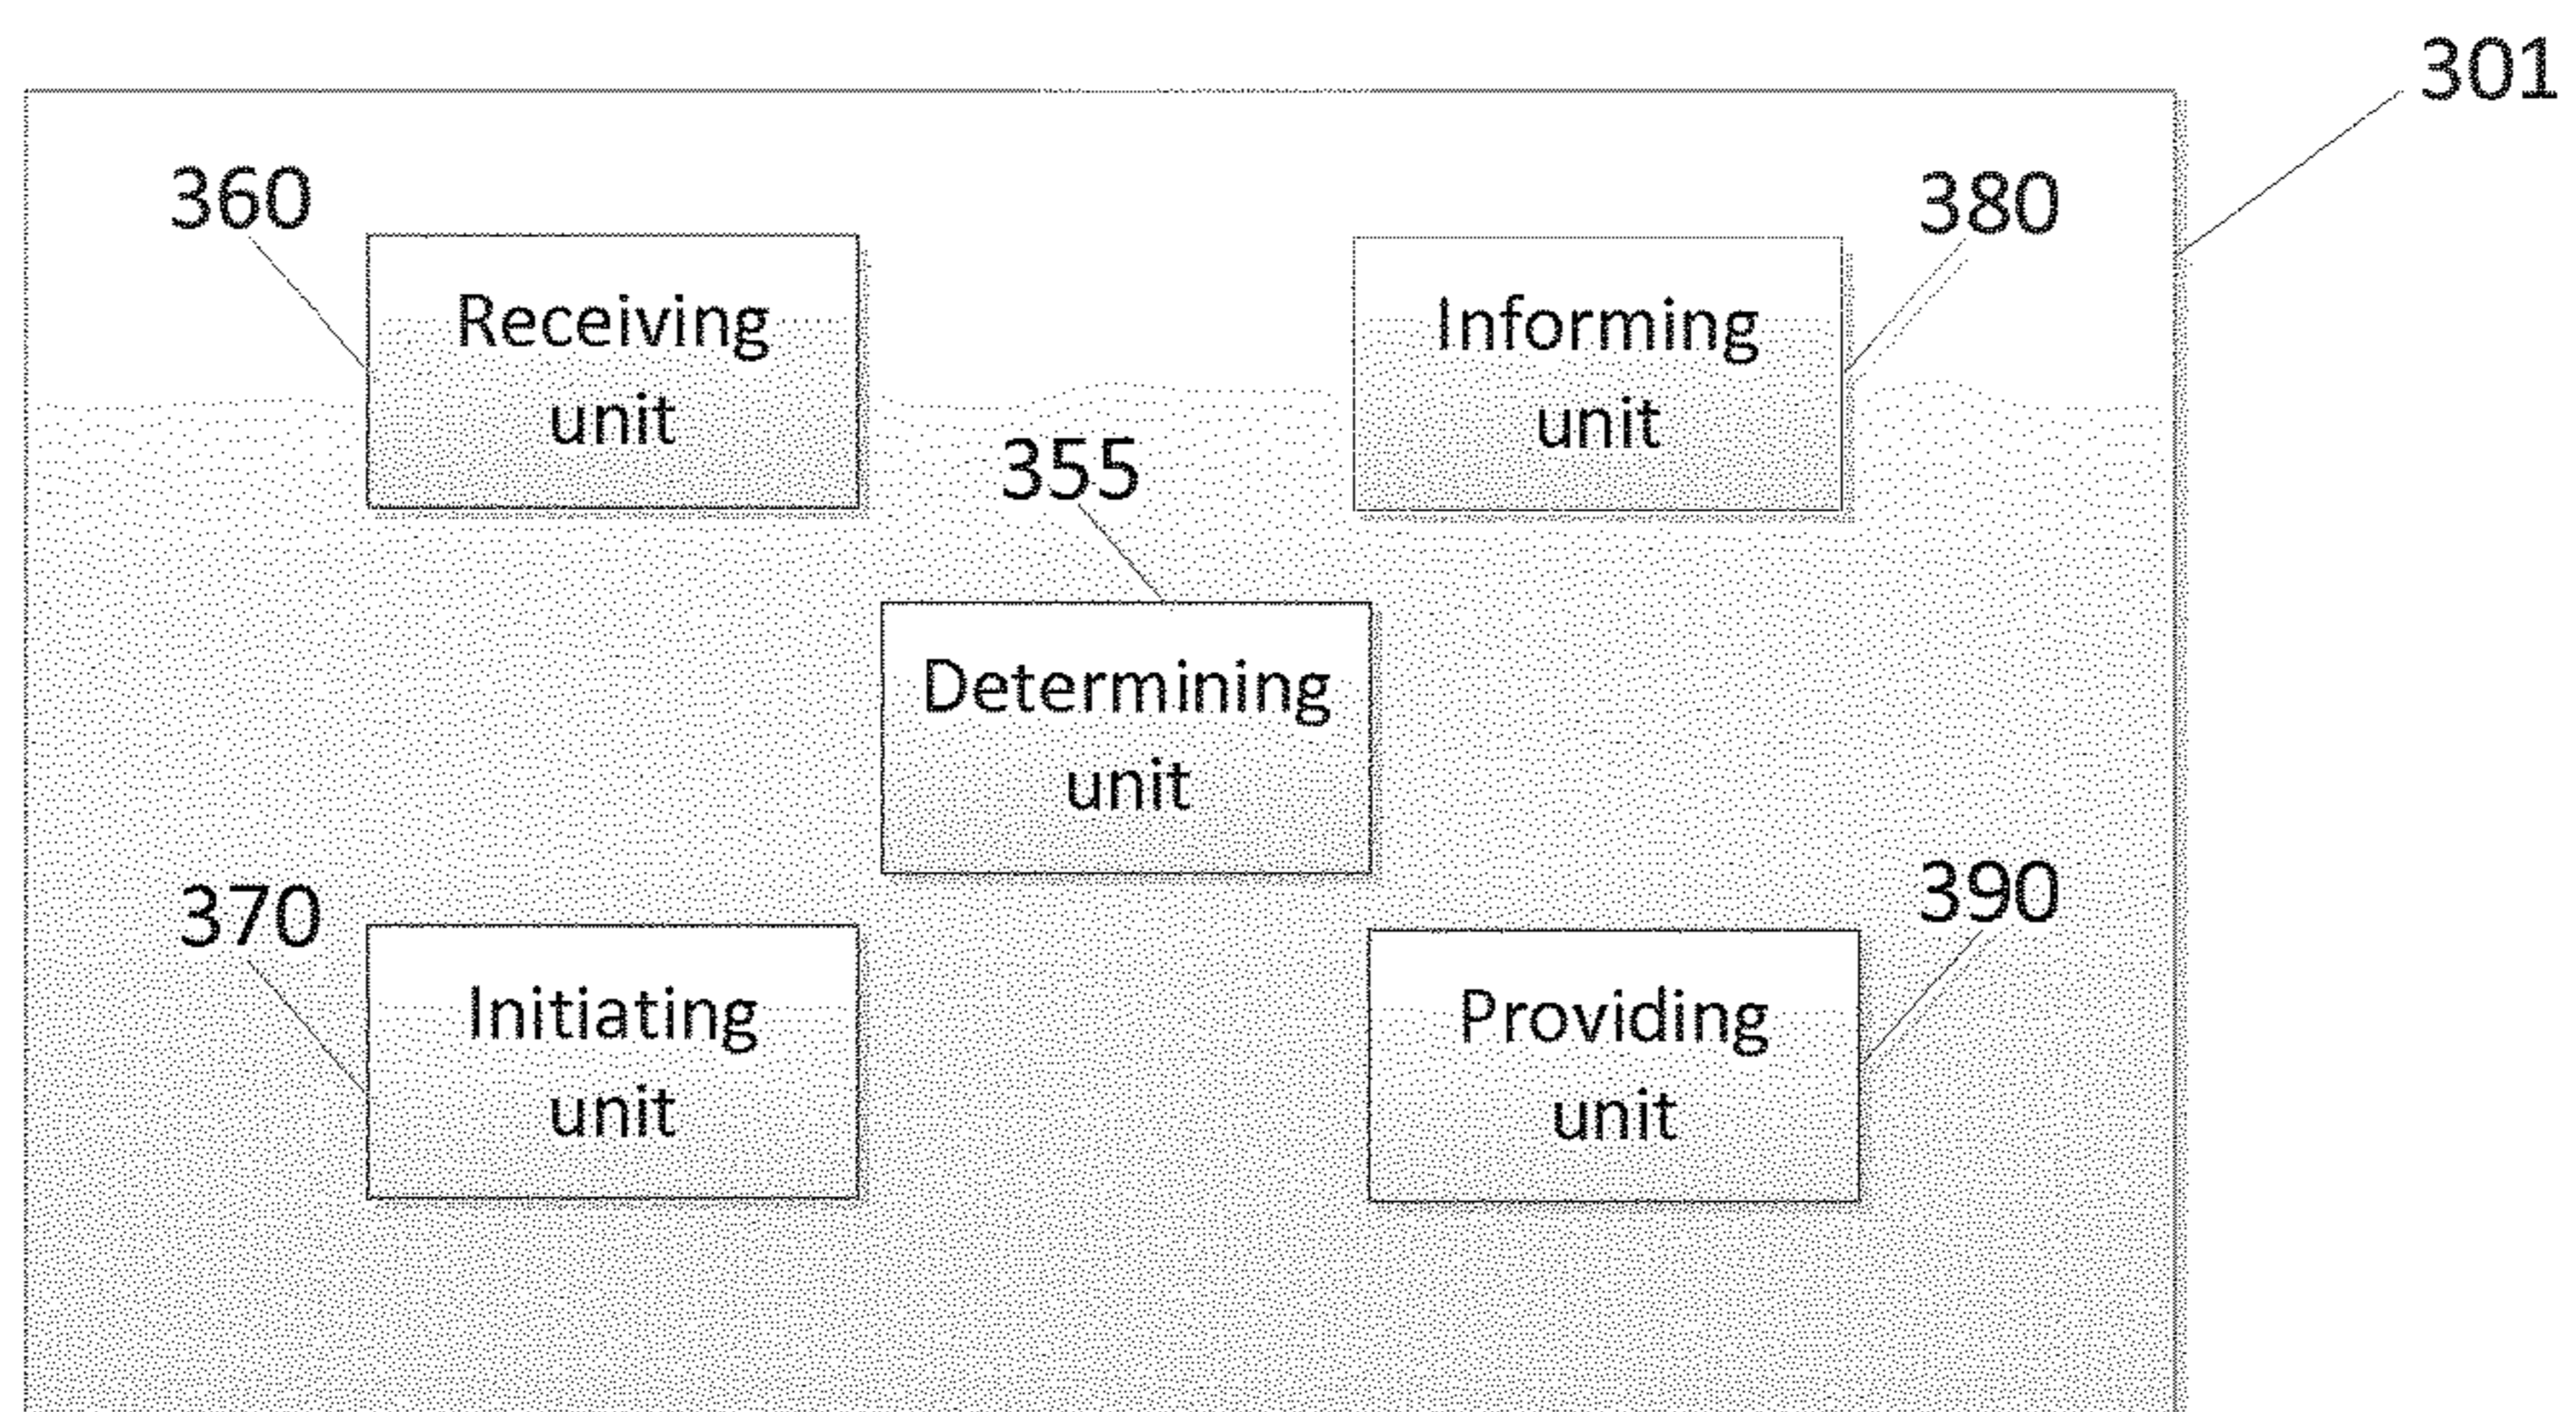 301
360
380
Receiving
unit
Informing
unit
355
Determining
unit
370
390
Initiating
unit
Providing
unit